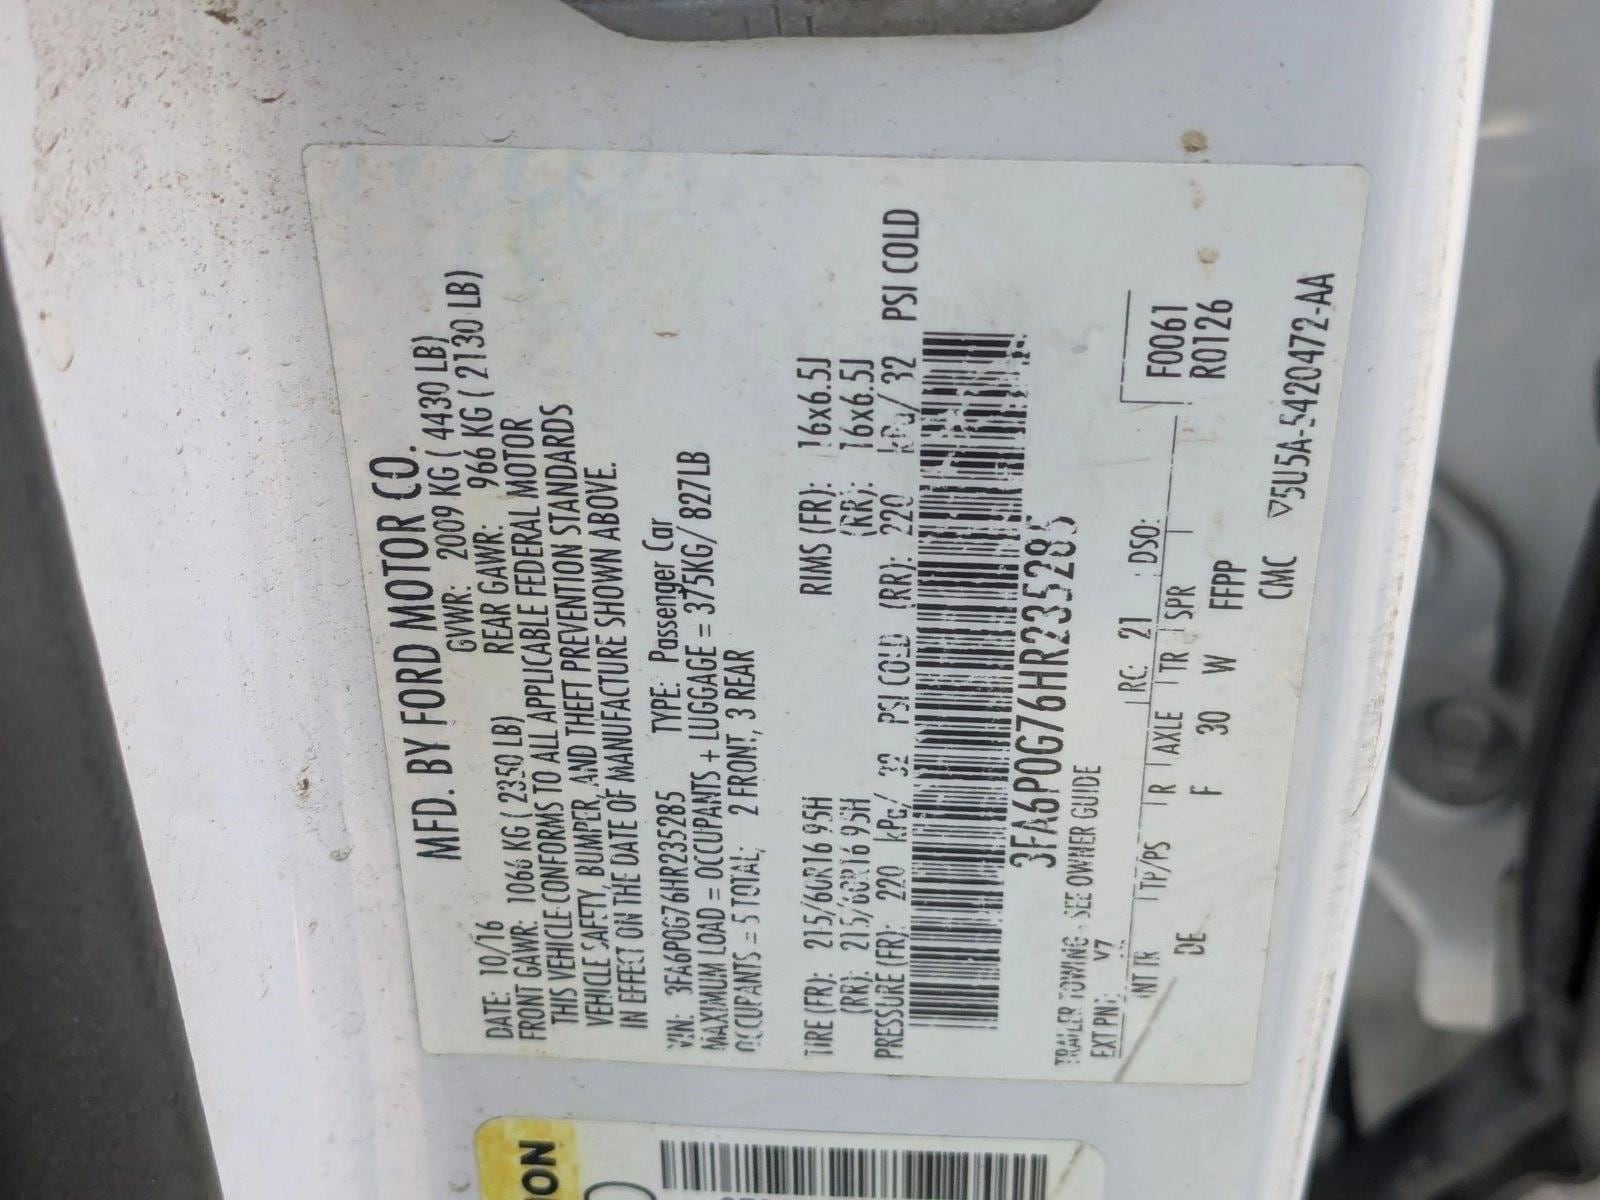 MFD. BY FORD MOTOR CO.
DATE: 10/16 GVWR: 2009 KG ( 4430 LB)
FRONT GAWR: 1066 KG ( 2350 LB) REAR GAWR: 966 KG ( 2130 LB)
THIS VEHICLE CONFORMS TO ALL APPLICABLE FEDERAL MOTOR
VEHICLE SAFETY, BUMPER, AND THEFT PREVENTION STANDARDS
IN EFFECT ON THE DATE OF MANUFACTURE SHOWN ABOVE.
VIN: 3FA6P0G76HR235285 TYPE: Passenger Car
MAXIMUM LOAD = OCCUPANTS + LUGGAGE = 375KG/ 827LB
OCCUPANTS = 5 TOTAL; 2 FRONT, 3 REAR
TIRE (FR): 215/60R16 95H RIMS (FR): 16x6.5J
(RR): 215/60R16 95H (RR): 16x6.5J
PRESSURE (FR): 220 kPa/ 32 PSI COLD (RR): 220 kPa/ 32 PSI COLD
3FA6P0G76HR235285
TRAILER TOWING - SEE OWNER GUIDE
F0061
R0126
EXT PNT: V7 RC: 21 DSO:
INT TR TP/PS R AXLE TR SPR
DE F 30 W FFPP
CMC ▽5U5A-5420472-AA